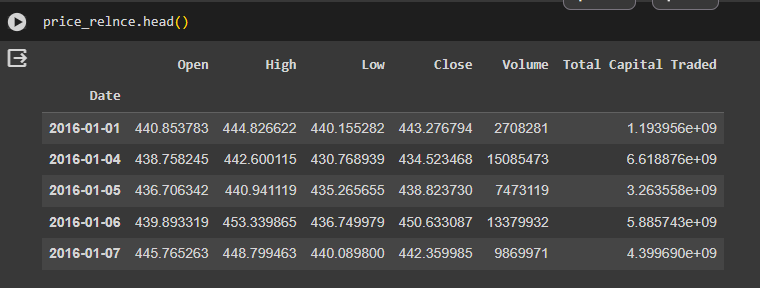 price_relnce.head()
Open High Low Close Volume Total Capital Traded
Date
2016-01-01 440.853783 444.826622 440.155282 443.276794 2708281 1.193956e+09
2016-01-04 438.758245 442.600115 430.768939 434.523468 15085473 6.618876e+09
2016-01-05 436.706342 440.941119 435.265655 438.823730 7473119 3.263558e+09
2016-01-06 439.893319 453.339865 436.749979 450.633087 13379932 5.885743e+09
2016-01-07 445.765263 448.799463 440.089800 442.359985 9869971 4.399690e+09